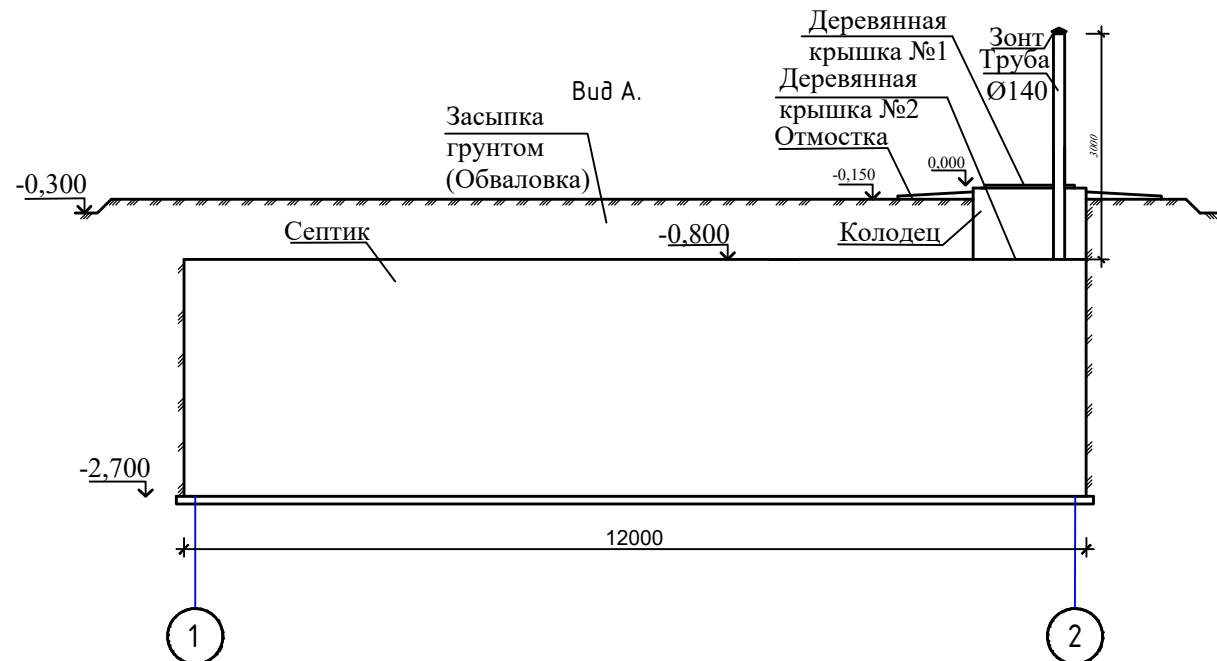 Деревянная
крышка №1
Зонт
Труба
Ø140
Деревянная
крышка №2
Вид А.
Засыпка
грунтом
(Обваловка)
Отмостка
3000
-0,300
-0,150
0,000
Септик
-0,800
Колодец
-2,700
12000
1
2